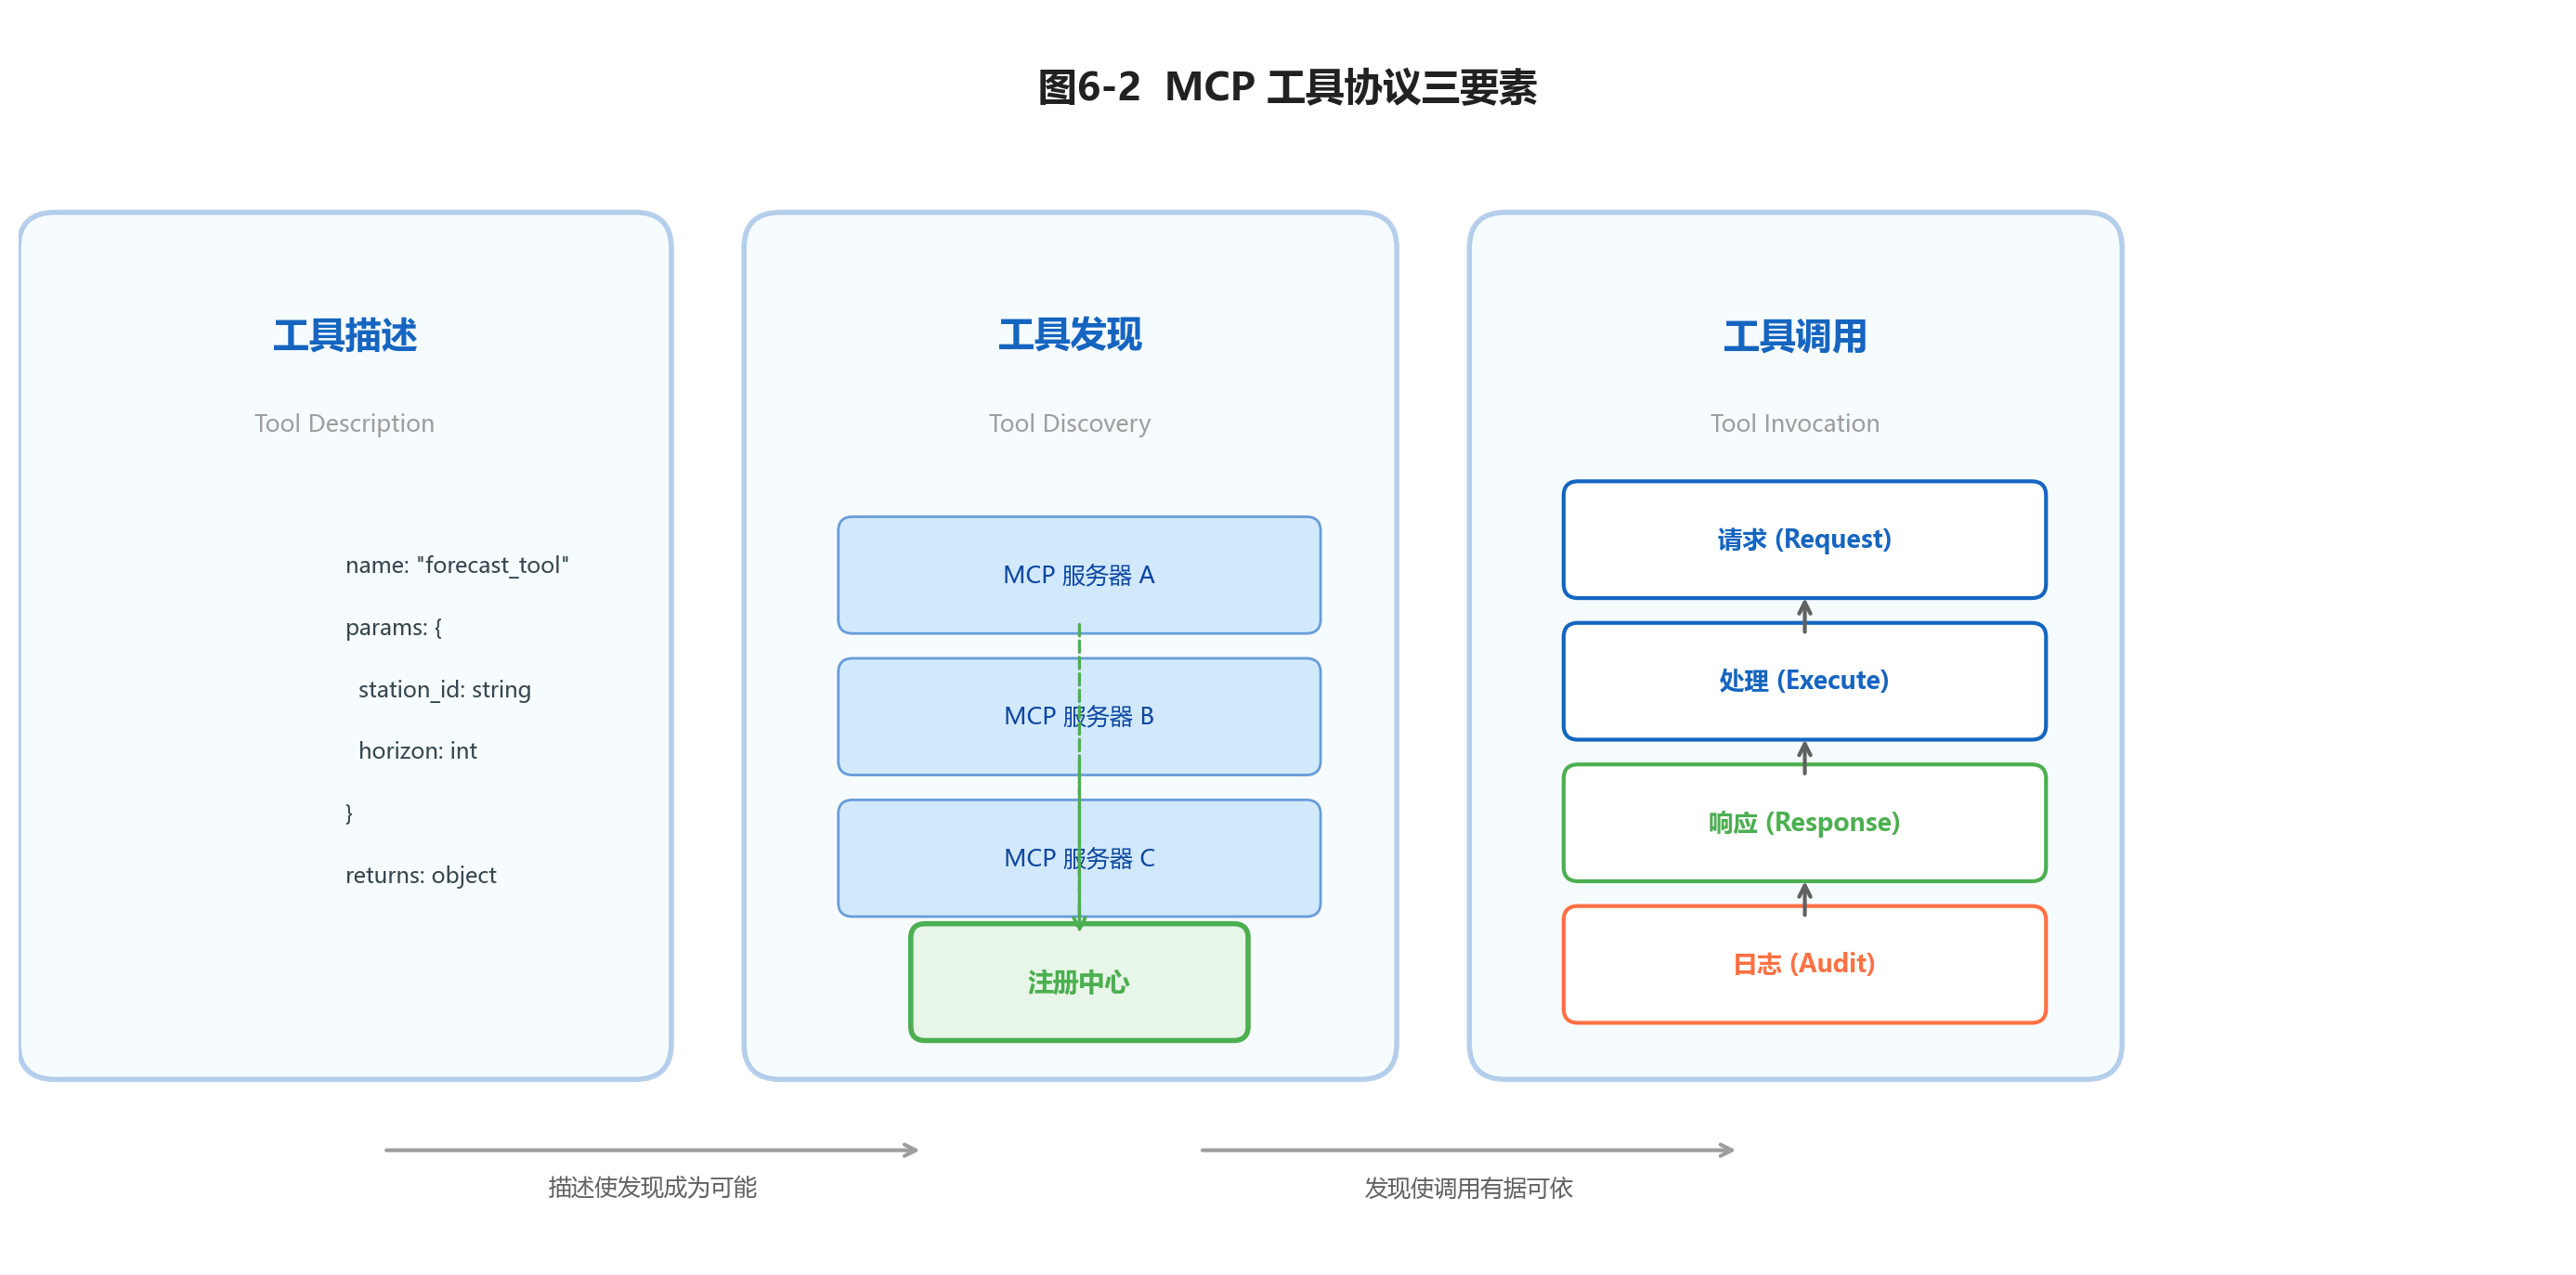 图6-2 MCP 工具协议三要素
工具描述
Tool Description
name: "forecast_tool"
params: {
station_id: string
horizon: int
}
returns: object
工具发现
Tool Discovery
MCP 服务器 A
MCP 服务器 B
MCP 服务器 C
注册中心
工具调用
Tool Invocation
请求 (Request)
处理 (Execute)
响应 (Response)
日志 (Audit)
描述使发现成为可能
发现使调用有据可依